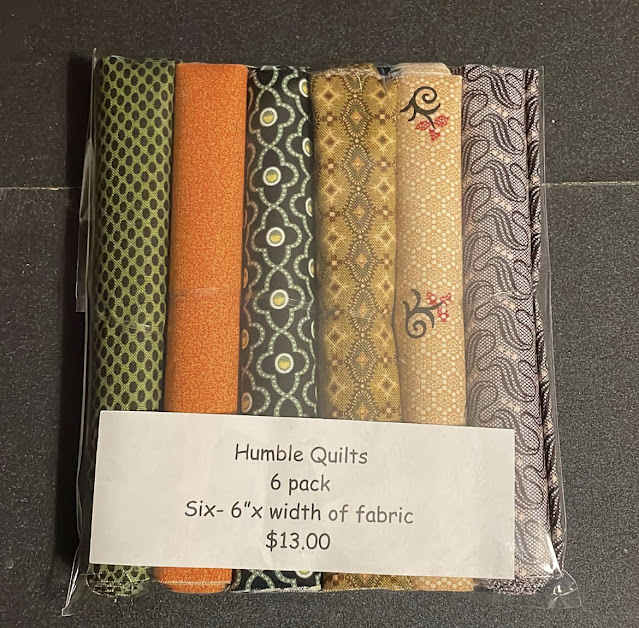 Humble Quilts
6 pack
Six- 6"x width of fabric
$13.00